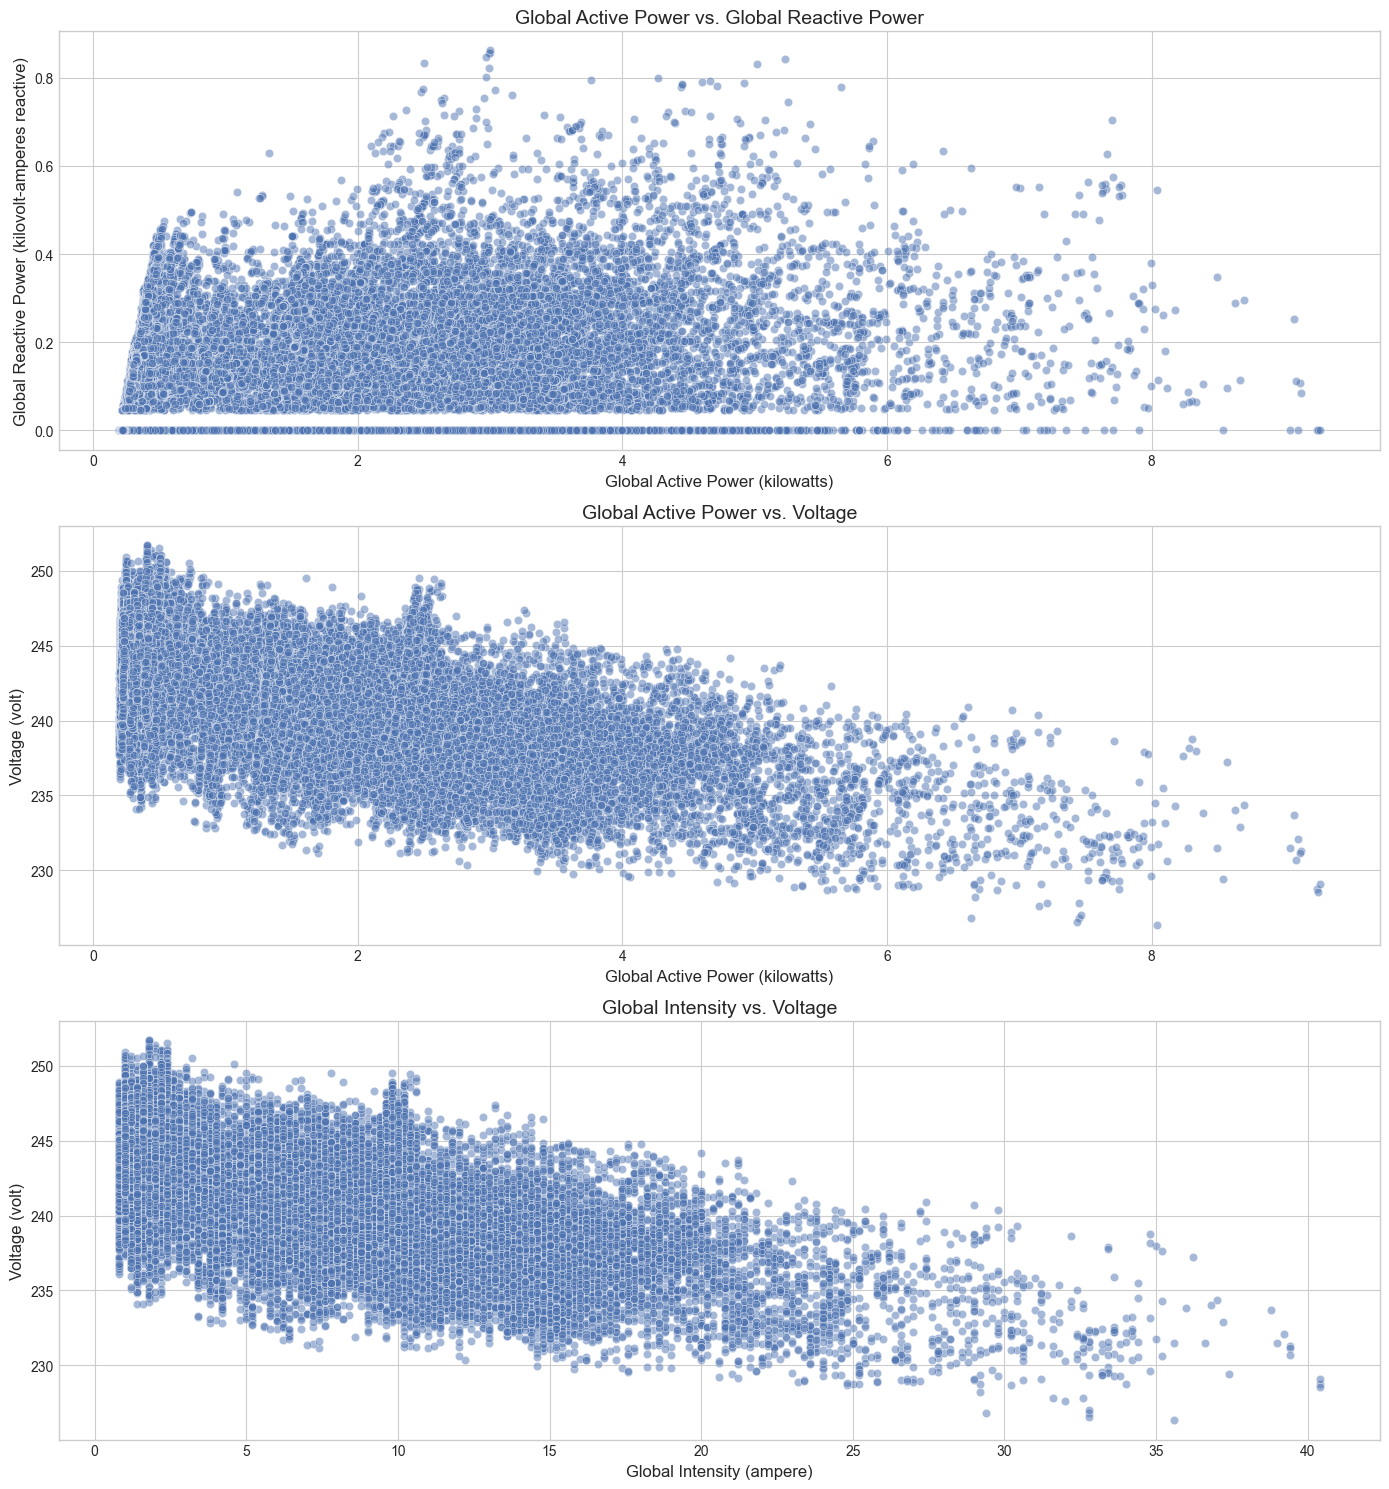 Global Active Power vs. Global Reactive Power
Global Reactive Power (kilovolt-amperes reactive)
0.8
0.6
0.4
0.2
0.0
0 2 4 6 8
Global Active Power (kilowatts)
Global Active Power vs. Voltage
Voltage (volt)
250
245
240
235
230
0 2 4 6 8
Global Active Power (kilowatts)
Global Intensity vs. Voltage
Voltage (volt)
250
245
240
235
230
0 5 10 15 20 25 30 35 40
Global Intensity (ampere)